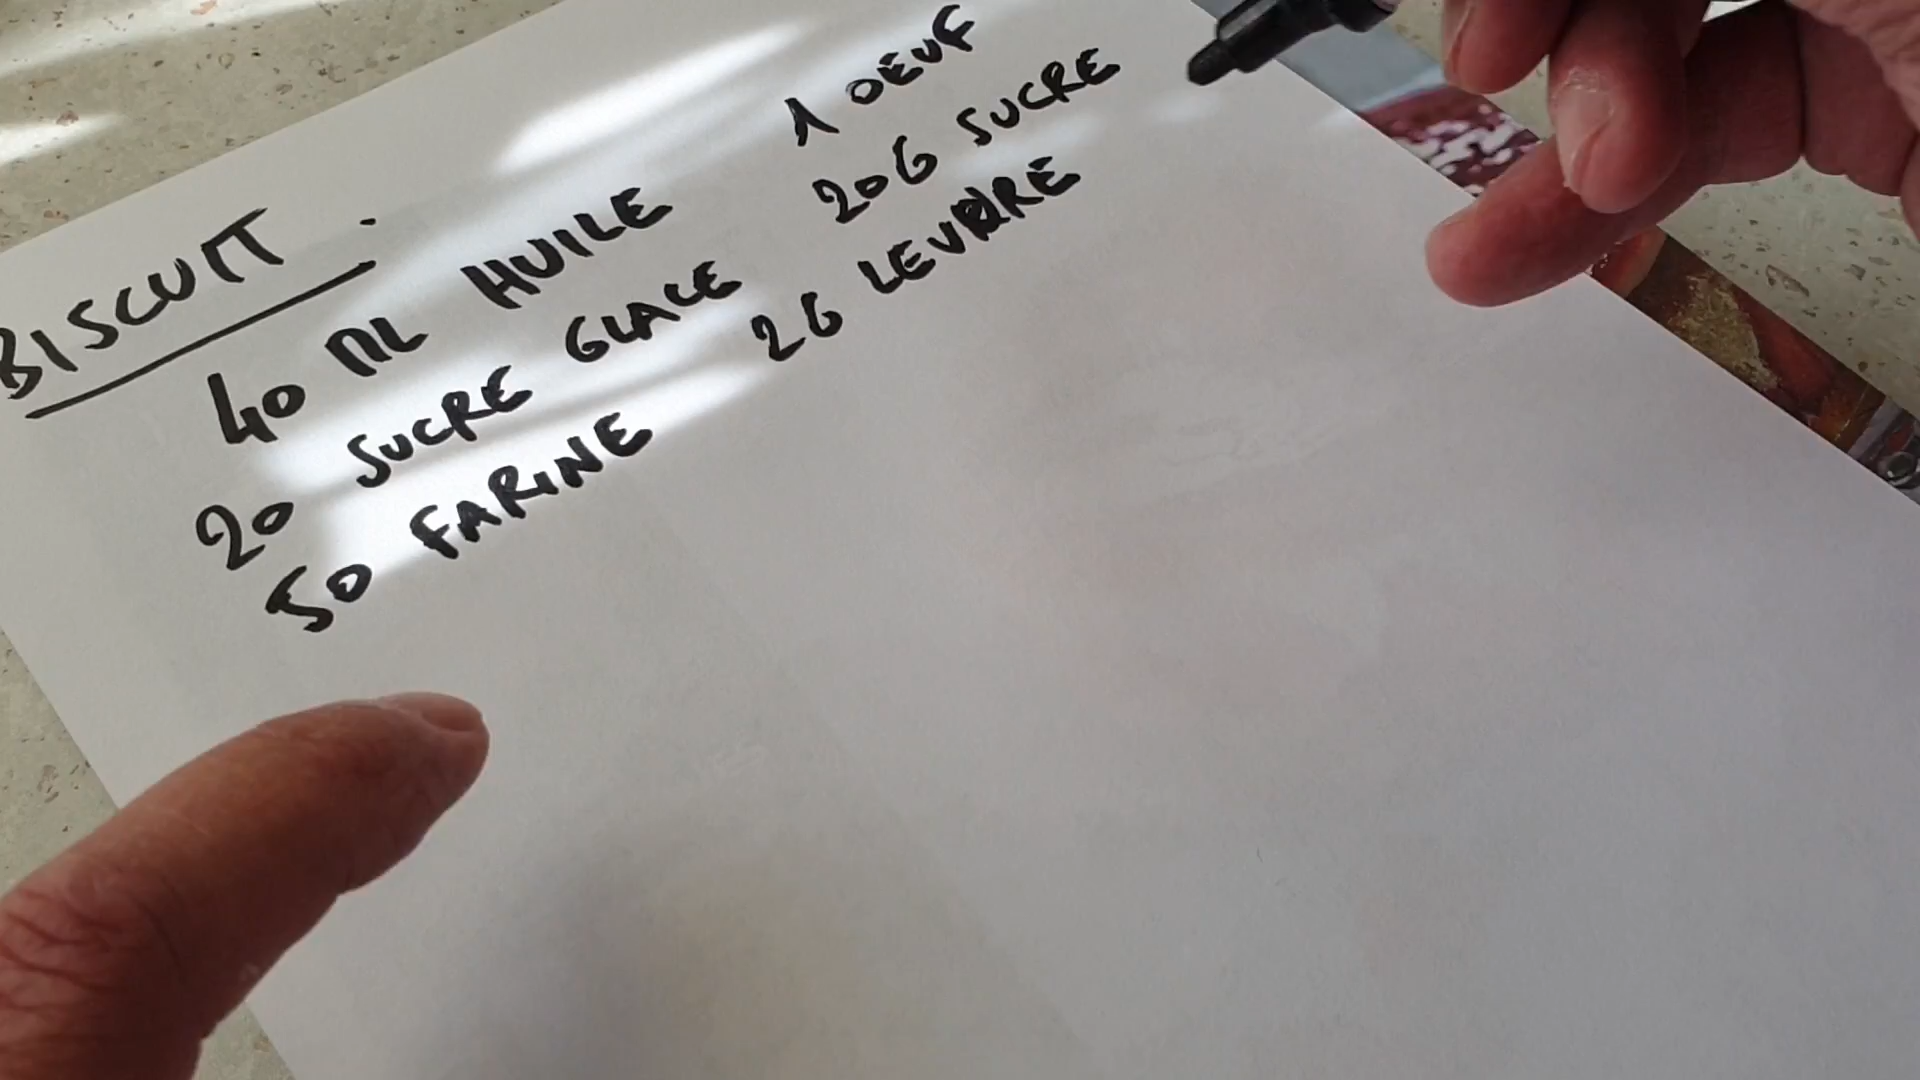 BISCUIT :
40 ML HUILE
20 SUCRE GLACE
50 FARINE
1 OEUF
20G SUCRE
2G LEVURE